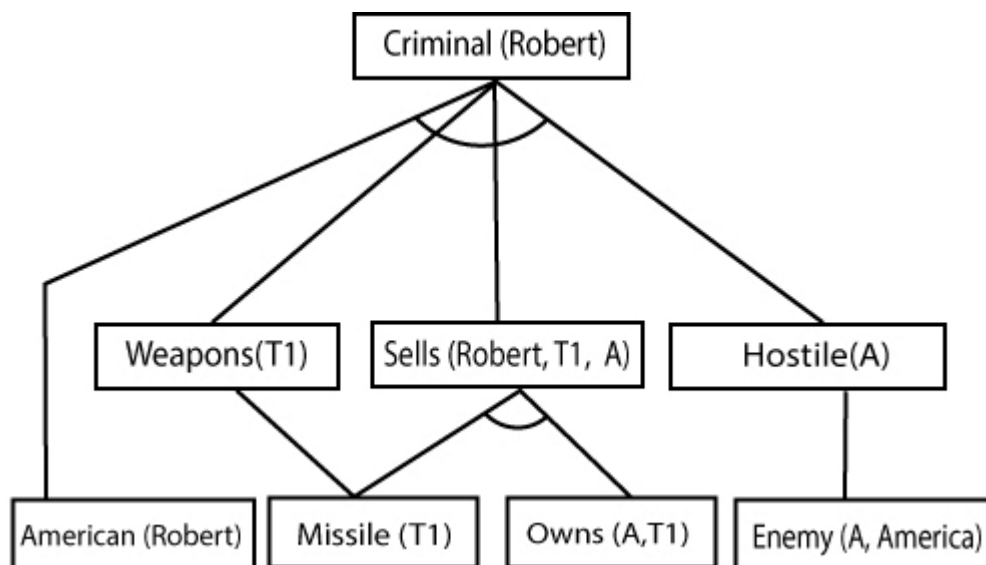 Criminal (Robert)
Weapons(T1)
Sells (Robert, T1, A)
Hostile(A)
American (Robert)
Missile (T1)
Owns (A,T1)
Enemy (A, America)